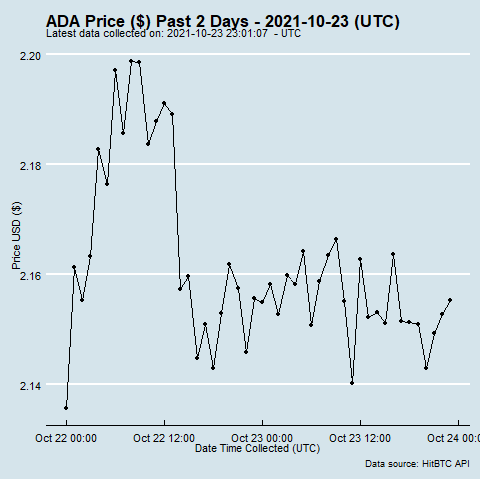 ADA Price ($) Past 2 Days - 2021-10-23 (UTC)
Latest data collected on: 2021-10-23 23:01:07 - UTC
2.20
2.18
2.16
2.14
Price USD ($)
Oct 22 00:00 Oct 22 12:00 Oct 23 00:00 Oct 23 12:00 Oct 24 00:00
Date Time Collected (UTC)
Data source: HitBTC API